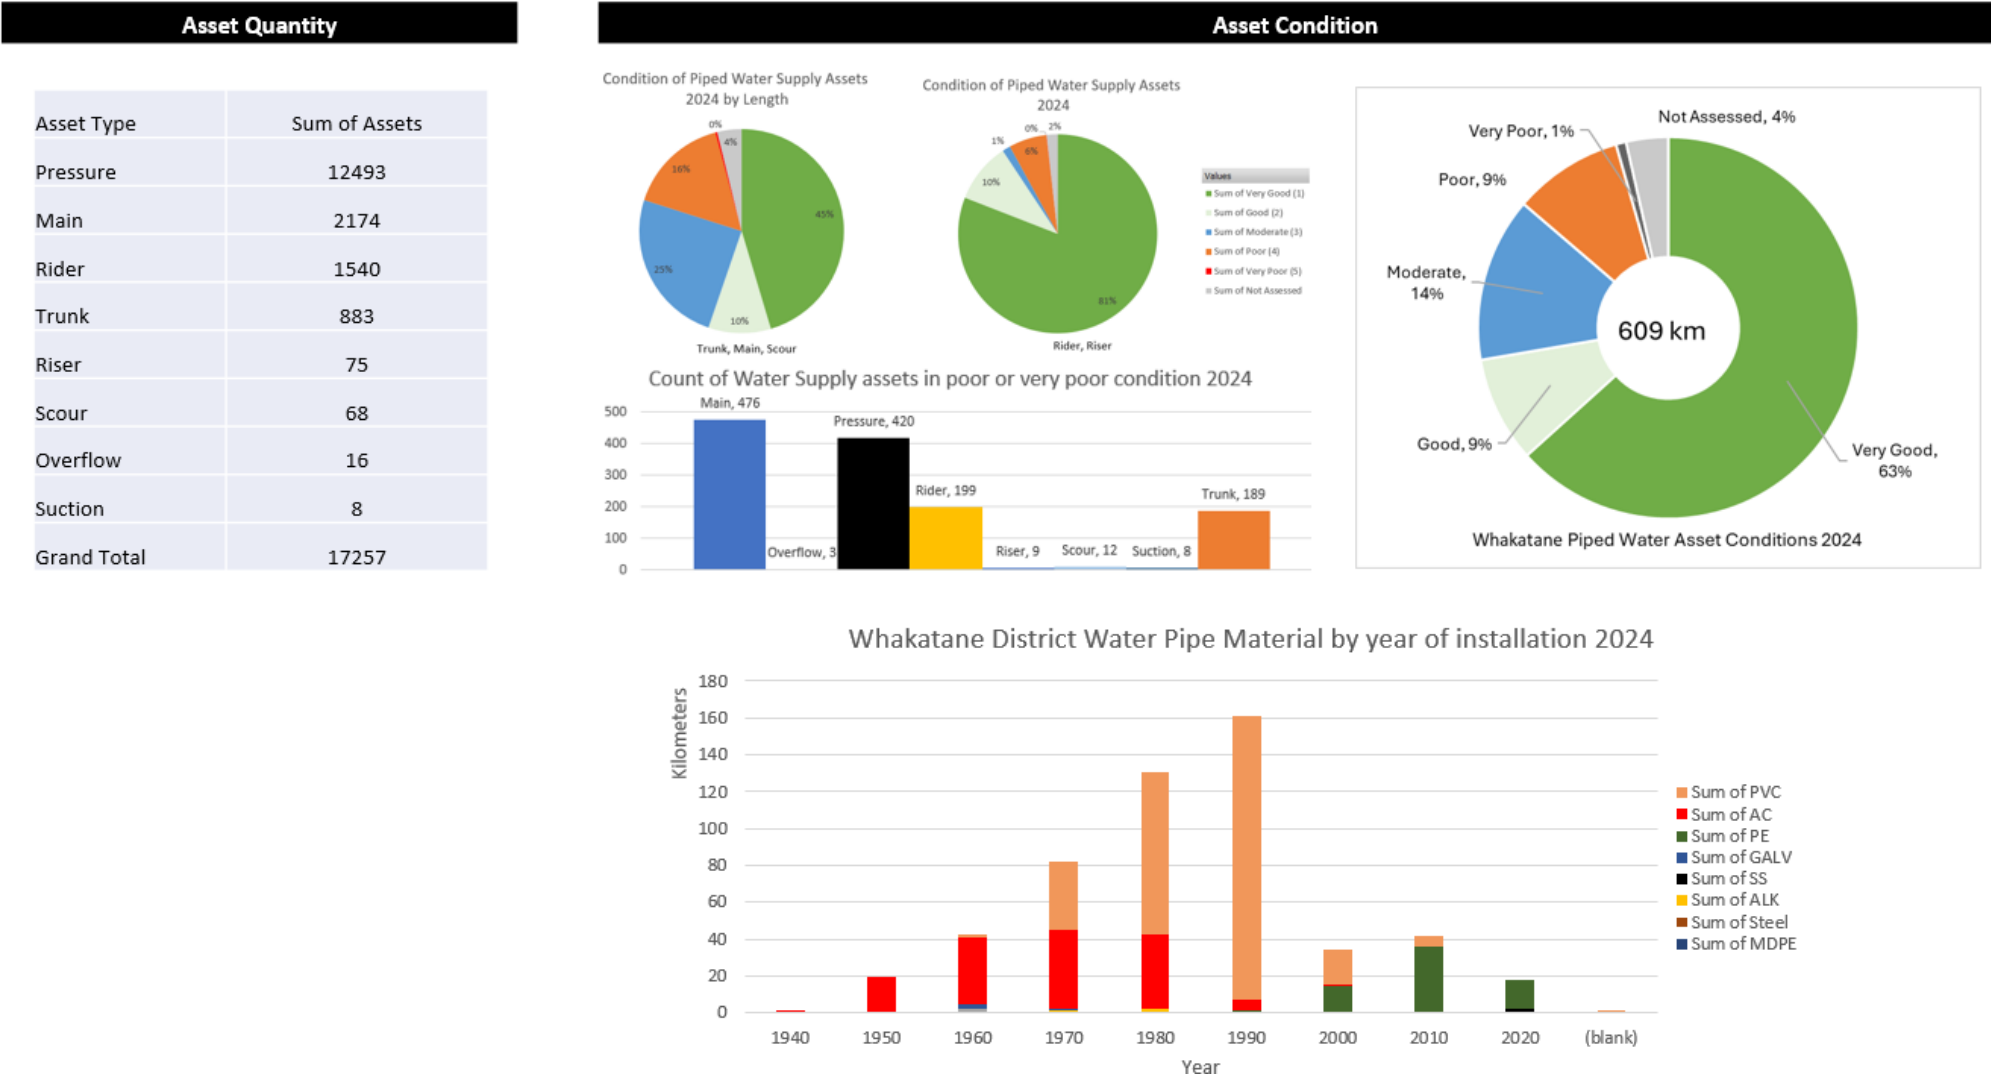 Asset Quantity
Asset Type Sum of Assets
Pressure 12493
Main 2174
Rider 1540
Trunk 883
Riser 75
Scour 68
Overflow 16
Suction 8
Grand Total 17257
Asset Condition
Condition of Piped Water Supply Assets
2024 by Length
0%
4%
16%
45%
25%
10%
Trunk, Main, Scour
Condition of Piped Water Supply Assets
2024
0% 2%
1%
6%
10%
81%
Rider, Riser
Values
Sum of Very Good (1)
Sum of Good (2)
Sum of Moderate (3)
Sum of Poor (4)
Sum of Very Poor (5)
Sum of Not Assessed
Count of Water Supply assets in poor or very poor condition 2024
500
400
300
200
100
0
Main, 476
Overflow, 3
Pressure, 420
Rider, 199
Riser, 9
Scour, 12
Suction, 8
Trunk, 189
Not Assessed, 4%
Very Poor, 1%
Poor, 9%
Moderate,
14%
609 km
Good, 9%
Very Good,
63%
Whakatane Piped Water Asset Conditions 2024
Whakatane District Water Pipe Material by year of installation 2024
Kilometers
180
160
140
120
100
80
60
40
20
0
1940 1950 1960 1970 1980 1990 2000 2010 2020 (blank)
Year
Sum of PVC
Sum of AC
Sum of PE
Sum of GALV
Sum of SS
Sum of ALK
Sum of Steel
Sum of MDPE